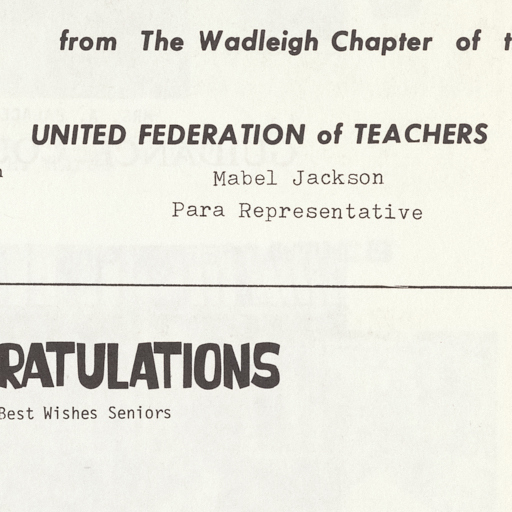 from The Wadleigh Chapter of
UNITED FEDERATION of TEACHERS
Mabel Jackson
Para Representative
RATULATIONS
Best Wishes Seniors